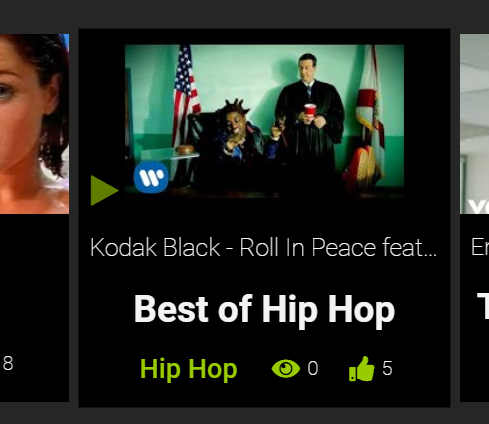 Kodak Black - Roll In Peace feat...
Best of Hip Hop
Hip Hop 0 5
8